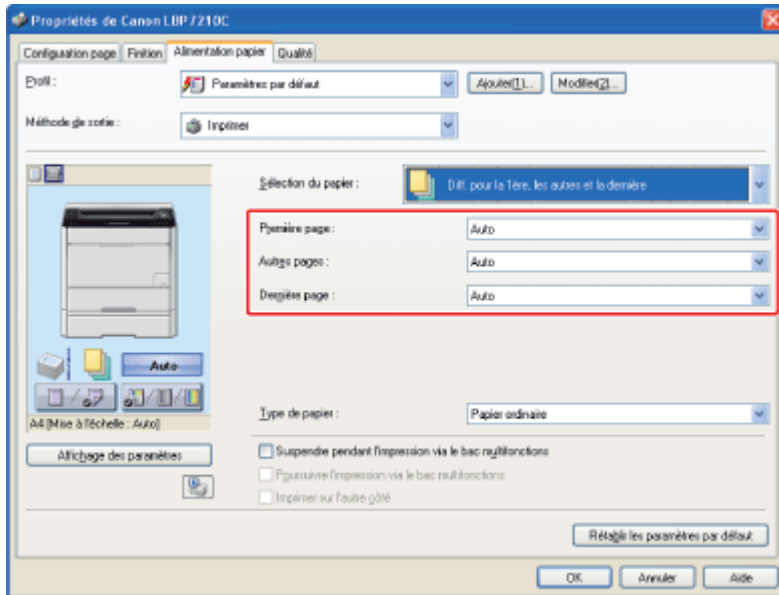 Propriétés de Canon LBP7210C
Configuration page Finition Alimentation papier Qualité
Profil : Paramètres par défaut Ajouter(1)... Modifier(2)...
Méthode de sortie : Imprimer
Sélection du papier : Diff. pour la 1ère, les autres et la dernière
Première page : Auto
Autres pages : Auto
Dernière page : Auto
Auto
A4 [Mise à l'échelle : Auto]
Type de papier : Papier ordinaire
Affichage des paramètres
Suspendre pendant l'impression via le bac multifonctions
Poursuivre l'impression via le bac multifonctions
Imprimer sur l'autre côté
Rétablir les paramètres par défaut
OK Annuler Aide